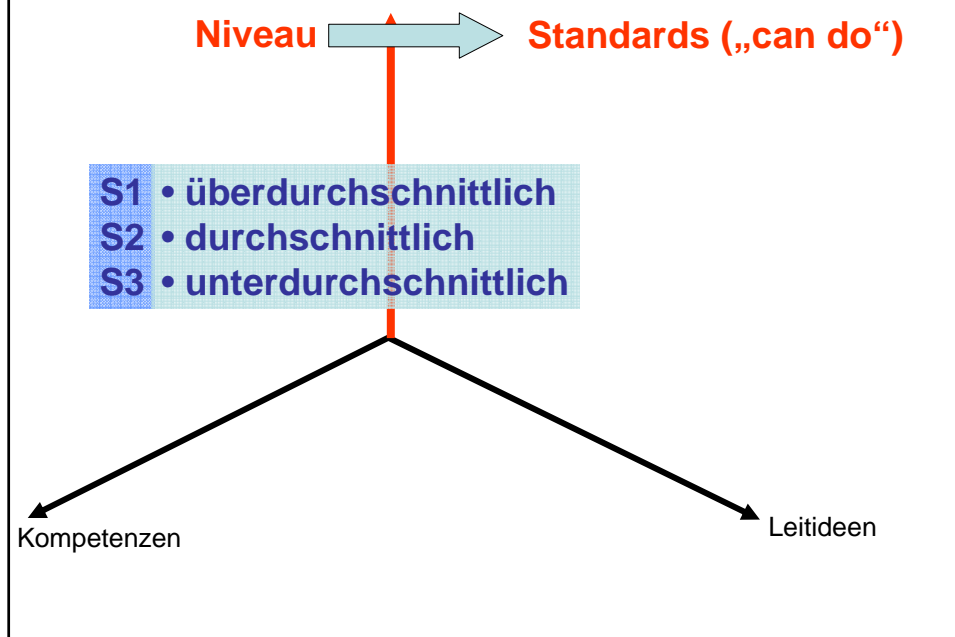 Niveau Standards („can do“)
S1 • überdurchschnittlich
S2 • durchschnittlich
S3 • unterdurchschnittlich
Kompetenzen
Leitideen